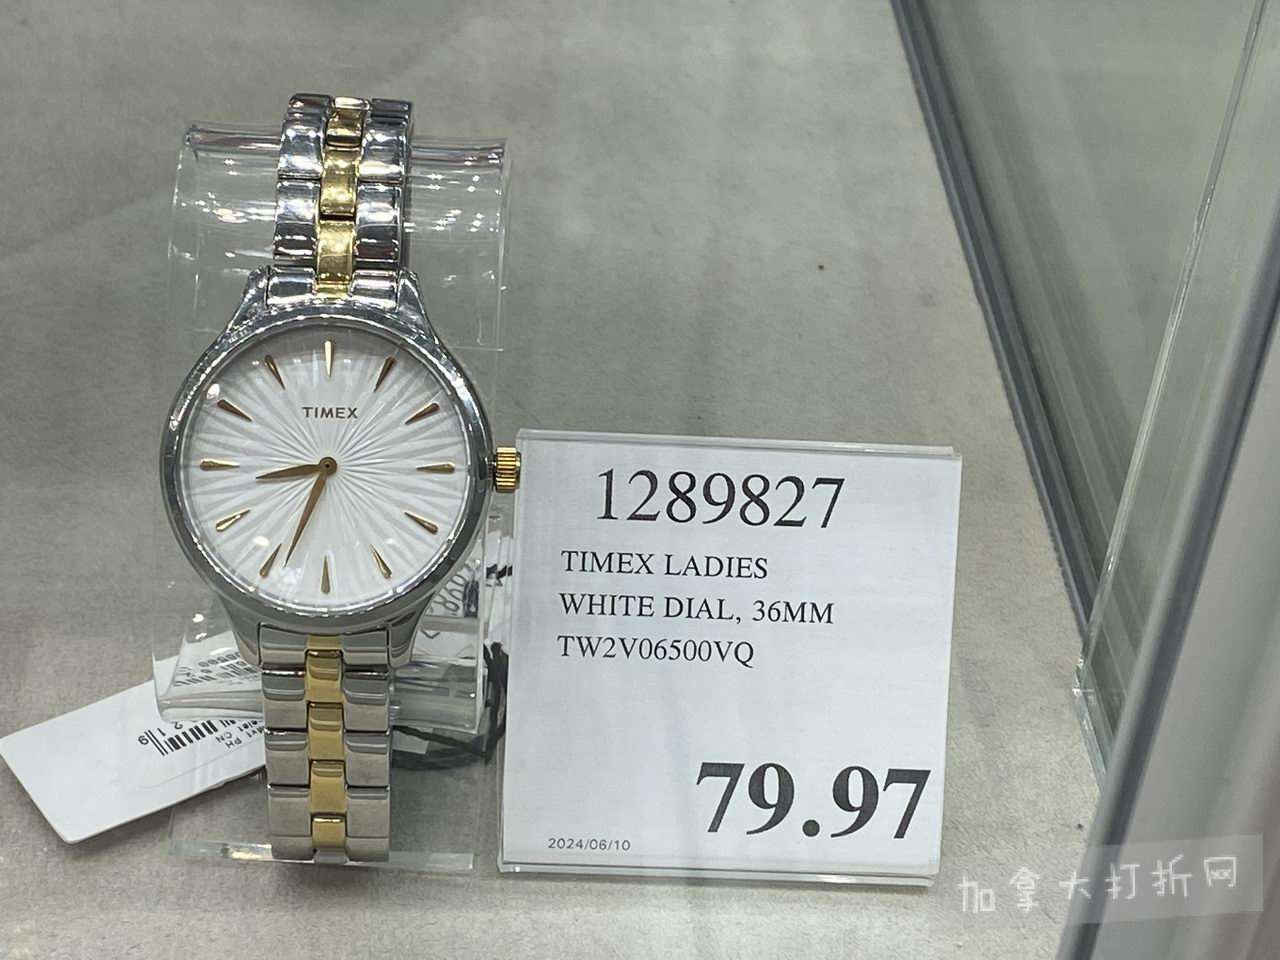 TIMEX
1289827
TIMEX LADIES
WHITE DIAL, 36MM
TW2V06500VQ
79.97
2024/06/10
加拿大打折网